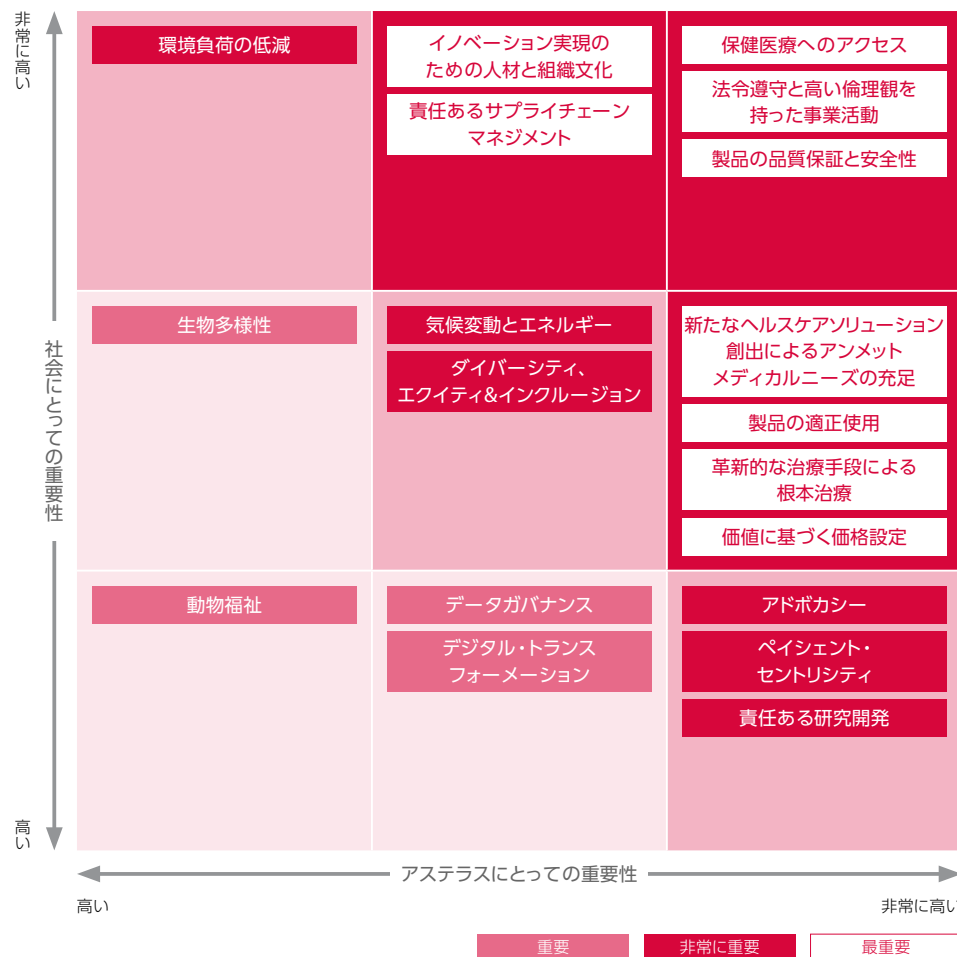 非常に高い
環境負荷の低減
イノベーション実現の
ための人材と組織文化
責任あるサプライチェーン
マネジメント
保健医療へのアクセス
法令遵守と高い倫理観を
持った事業活動
製品の品質保証と安全性
社会にとっての重要性
生物多様性
気候変動とエネルギー
ダイバーシティ、
エクイティ&インクルージョン
新たなヘルスケアソリューション
創出によるアンメット
メディカルニーズの充足
製品の適正使用
革新的な治療手段による
根本治療
価値に基づく価格設定
動物福祉
データガバナンス
デジタル・トランス
フォーメーション
アドボカシー
ペイシェント・
セントリシティ
責任ある研究開発
高い
アステラスにとっての重要性
高い
非常に高い
重要
非常に重要
最重要